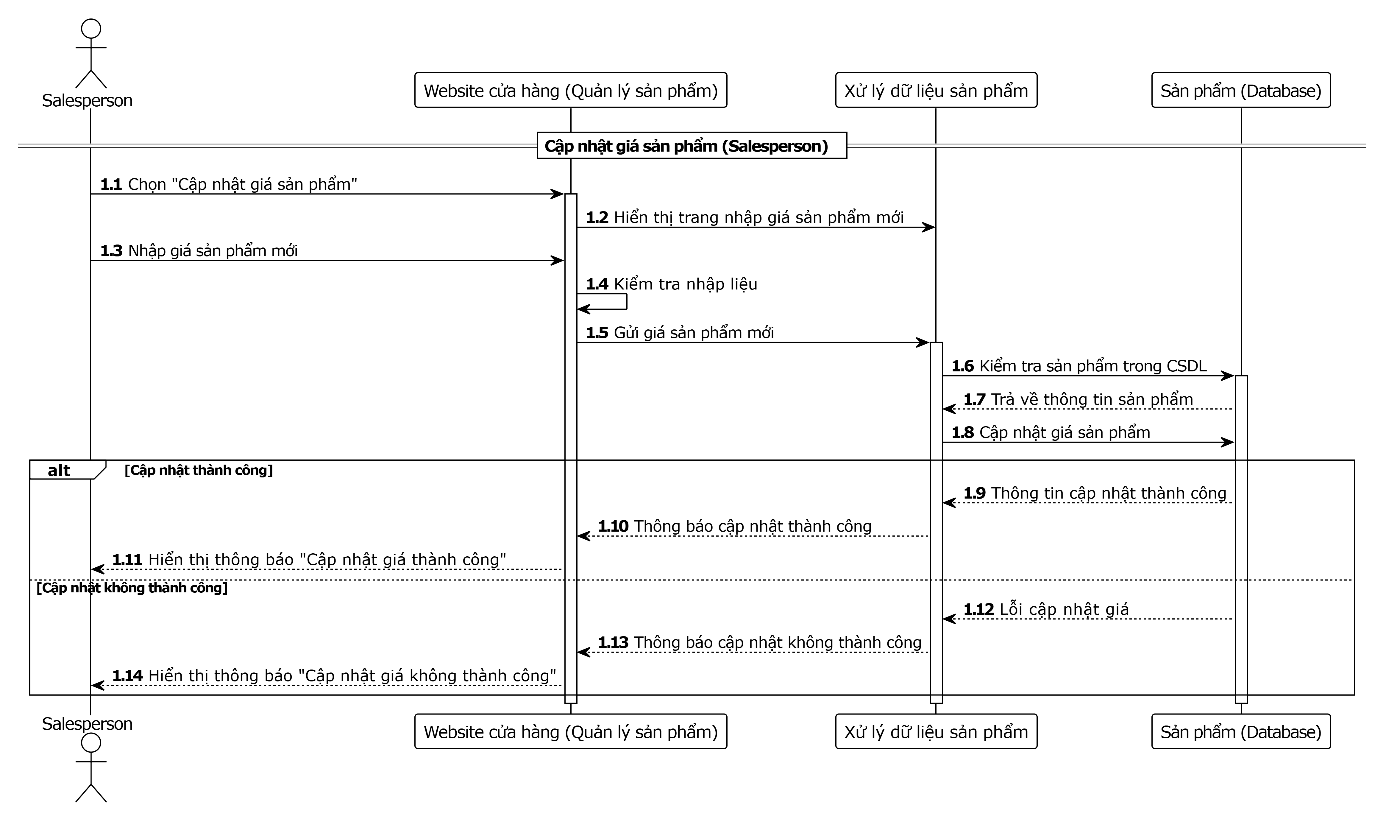 Salesperson
Website cửa hàng (Quản lý sản phẩm)
Xử lý dữ liệu sản phẩm
Sản phẩm (Database)
Cập nhật giá sản phẩm (Salesperson)
1.1 Chọn "Cập nhật giá sản phẩm"
1.2 Hiển thị trang nhập giá sản phẩm mới
1.3 Nhập giá sản phẩm mới
1.4 Kiểm tra nhập liệu
1.5 Gửi giá sản phẩm mới
1.6 Kiểm tra sản phẩm trong CSDL
1.7 Trả về thông tin sản phẩm
1.8 Cập nhật giá sản phẩm
alt [Cập nhật thành công]
1.9 Thông tin cập nhật thành công
1.10 Thông báo cập nhật thành công
1.11 Hiển thị thông báo "Cập nhật giá thành công"
[Cập nhật không thành công]
1.12 Lỗi cập nhật giá
1.13 Thông báo cập nhật không thành công
1.14 Hiển thị thông báo "Cập nhật giá không thành công"
Salesperson
Website cửa hàng (Quản lý sản phẩm)
Xử lý dữ liệu sản phẩm
Sản phẩm (Database)